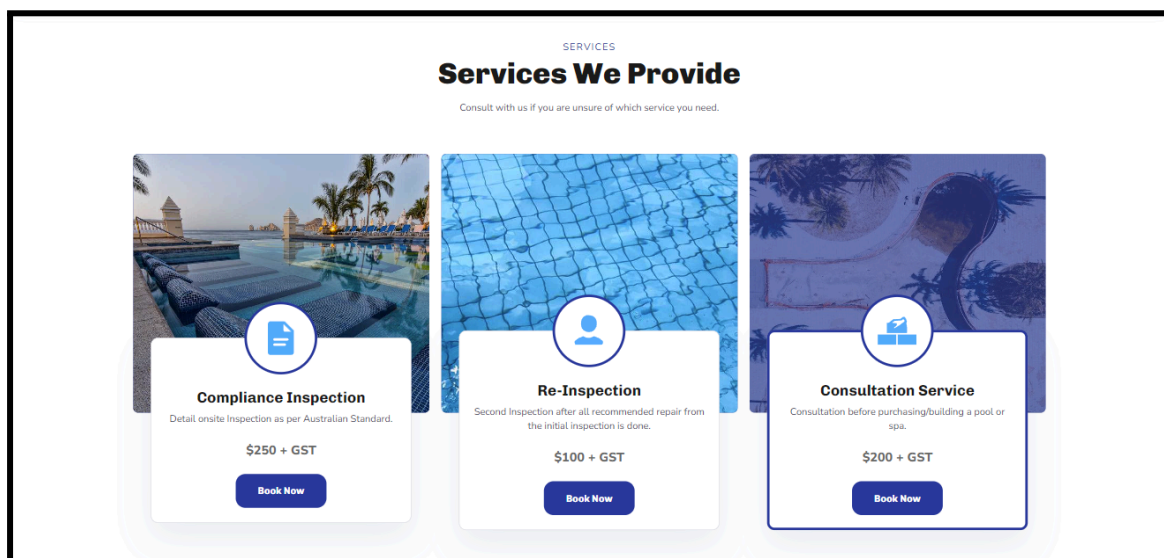 SERVICES
Services We Provide
Consult with us if you are unsure of which service you need.
Compliance Inspection
Detail onsite Inspection as per Australian Standard.
$250 + GST
Book Now
Re-Inspection
Second Inspection after all recommended repair from
the initial inspection is done.
$100 + GST
Book Now
Consultation Service
Consultation before purchasing/building a pool or
spa.
$200 + GST
Book Now